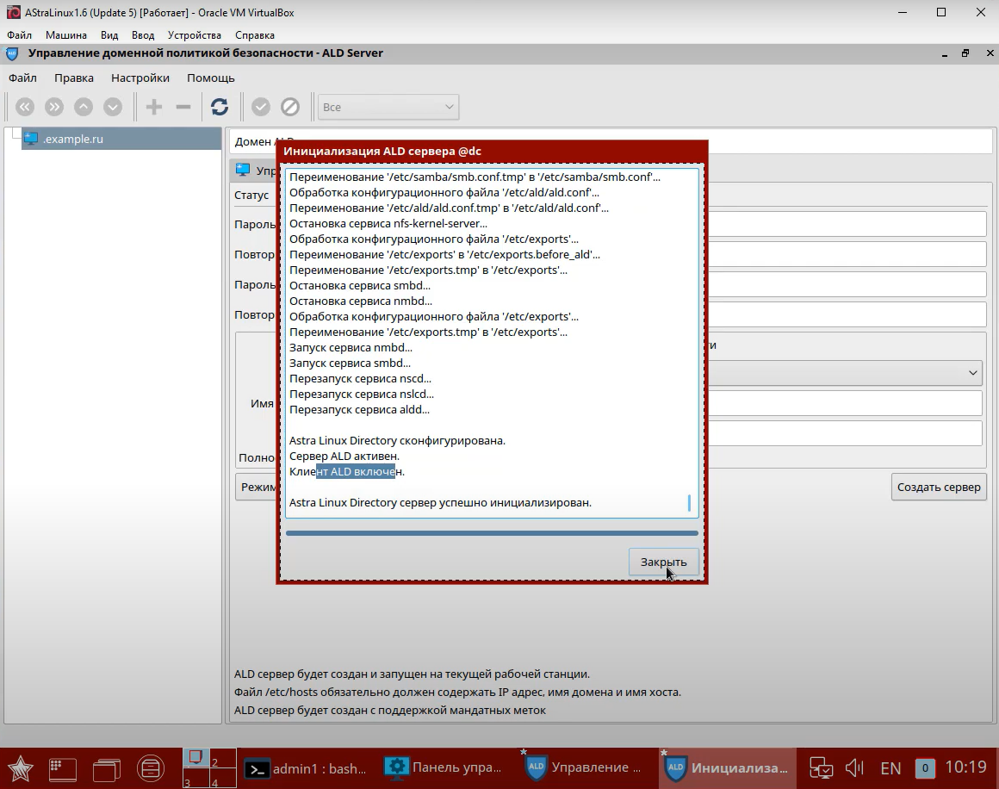 AStraLinux1.6 (Update 5) [Работает] - Oracle VM VirtualBox
Файл Машина Вид Ввод Устройства Справка
Управление доменной политикой безопасности - ALD Server
Файл Правка Настройки Помощь
Все
.example.ru
Домен
Инициализация ALD сервера @dc
Упр
Статус
Пароль
Повтор
Пароль
Повтор
ти
Имя
Полно
Режим
Создать сервер
Переименование '/etc/samba/smb.conf.tmp' в '/etc/samba/smb.conf'...
Обработка конфигурационного файла '/etc/ald/ald.conf'...
Переименование '/etc/ald/ald.conf.tmp' в '/etc/ald/ald.conf'...
Остановка сервиса nfs-kernel-server...
Обработка конфигурационного файла '/etc/exports'...
Переименование '/etc/exports' в '/etc/exports.before_ald'...
Переименование '/etc/exports.tmp' в '/etc/exports'...
Остановка сервиса smbd...
Остановка сервиса nmbd...
Обработка конфигурационного файла '/etc/exports'...
Переименование '/etc/exports.tmp' в '/etc/exports'...
Запуск сервиса nmbd...
Запуск сервиса smbd...
Перезапуск сервиса nscd...
Перезапуск сервиса nslcd...
Перезапуск сервиса aldd...
Astra Linux Directory сконфигурирована.
Сервер ALD активен.
Клиент ALD включен.
Astra Linux Directory сервер успешно инициализирован.
Закрыть
ALD сервер будет создан и запущен на текущей рабочей станции.
Файл /etc/hosts обязательно должен содержать IP адрес, имя домена и имя хоста.
ALD сервер будет создан с поддержкой мандатных меток
2
3 4
admin1 : bash...
Панель упра...
ALD Управление ...
ALD Инициализа...
EN 0 10:19